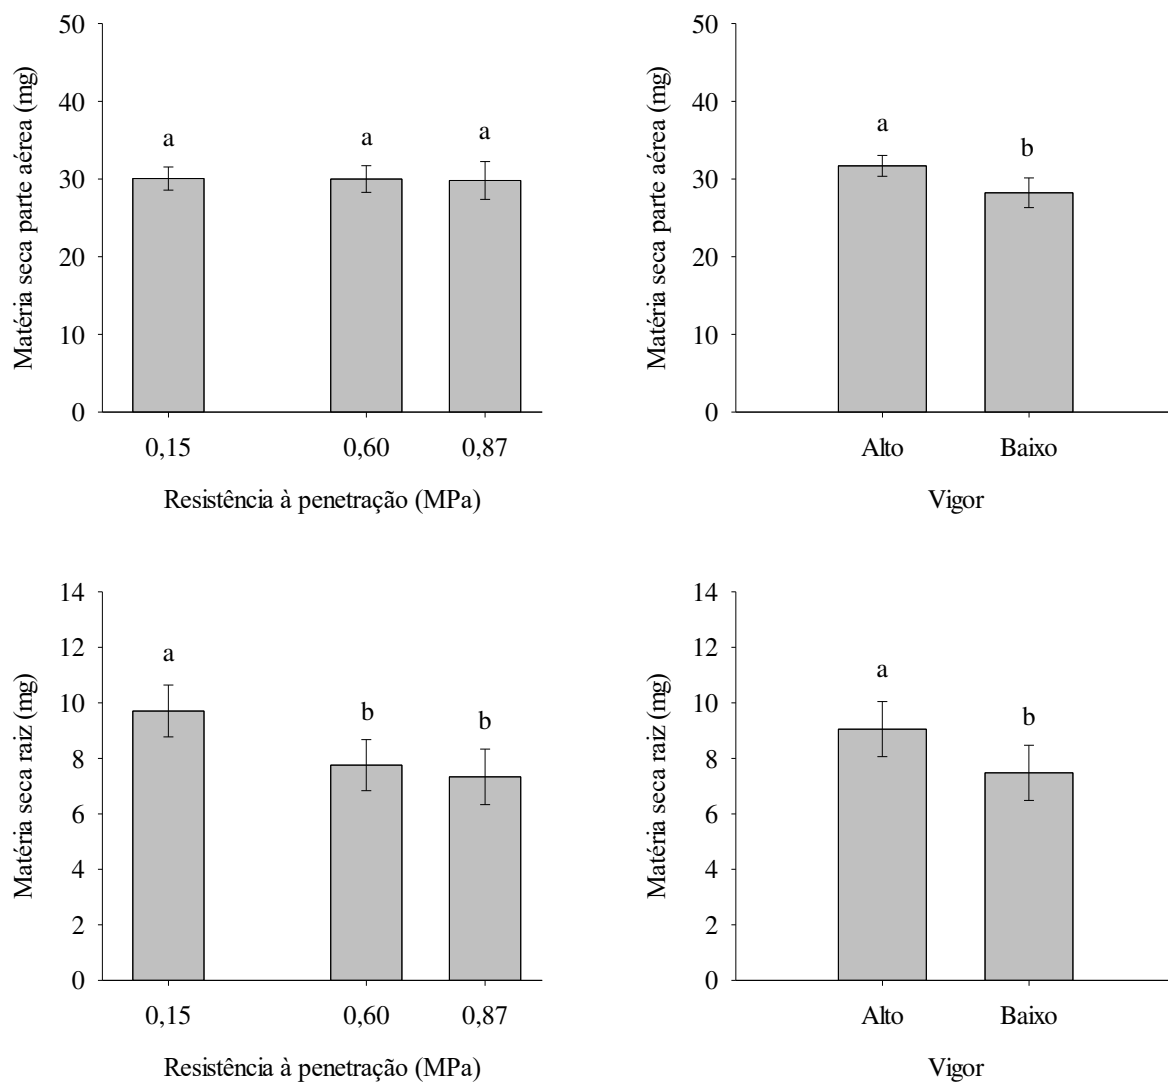 Matéria seca parte aérea (mg)
50
40
30
20
10
0
a
a
a
0,15
0,60
0,87
Resistência à penetração (MPa)
Matéria seca parte aérea (mg)
50
40
30
20
10
0
a
b
Alto
Baixo
Vigor
Matéria seca raiz (mg)
14
12
10
8
6
4
2
0
a
b
b
0,15
0,60
0,87
Resistência à penetração (MPa)
Matéria seca raiz (mg)
14
12
10
8
6
4
2
0
a
b
Alto
Baixo
Vigor